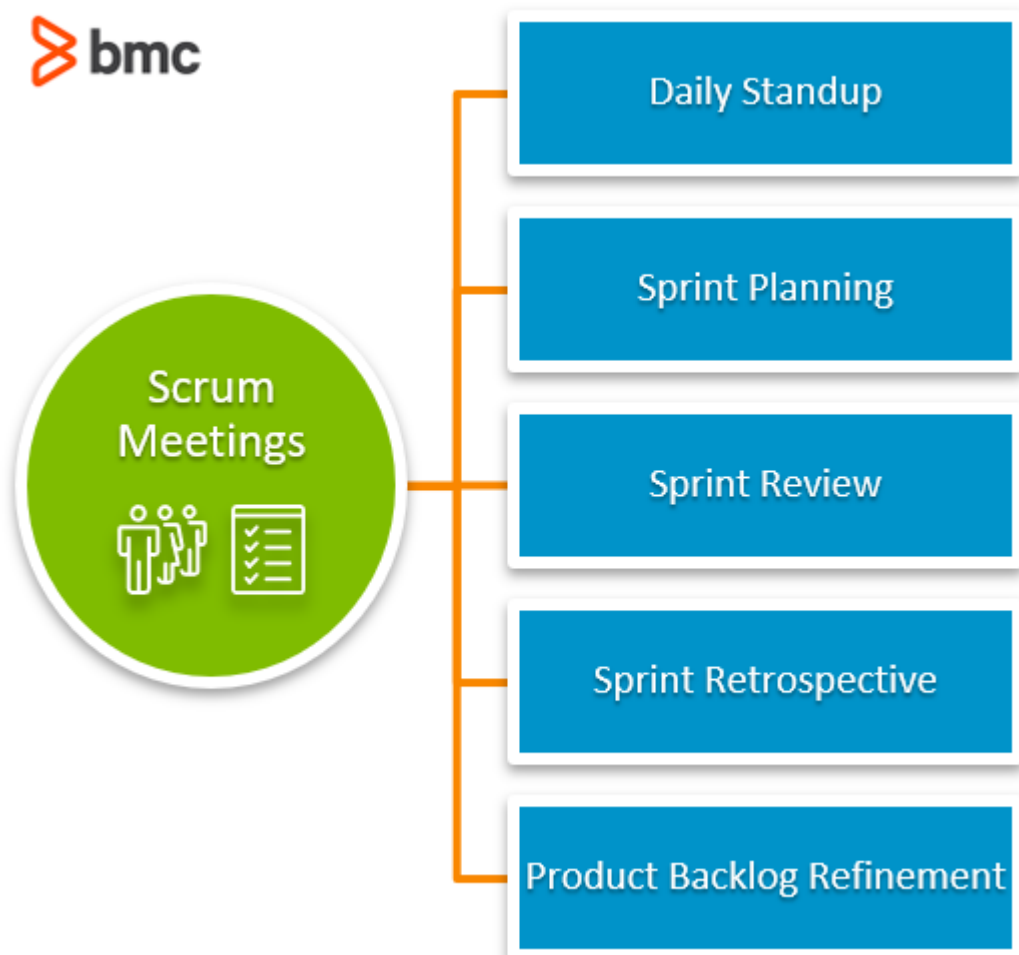 bmc
Daily Standup
Sprint Planning
Scrum
Meetings
Sprint Review
Sprint Retrospective
Product Backlog Refinement